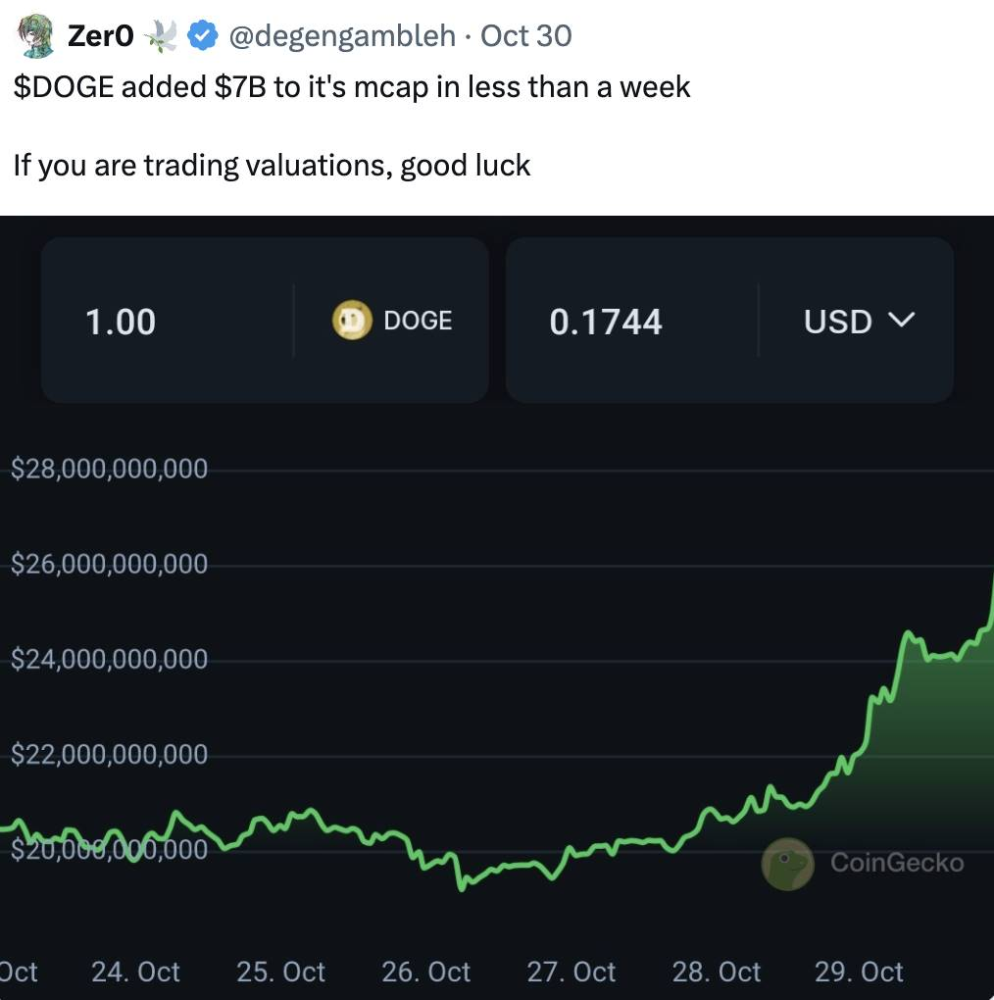 Zer0 🕊️ @degengambleh · Oct 30
$DOGE added $7B to it's mcap in less than a week
If you are trading valuations, good luck
1.00 DOGE 0.1744 USD
$28,000,000,000
$26,000,000,000
$24,000,000,000
$22,000,000,000
$20,000,000,000
CoinGecko
Oct 24. Oct 25. Oct 26. Oct 27. Oct 28. Oct 29. Oct